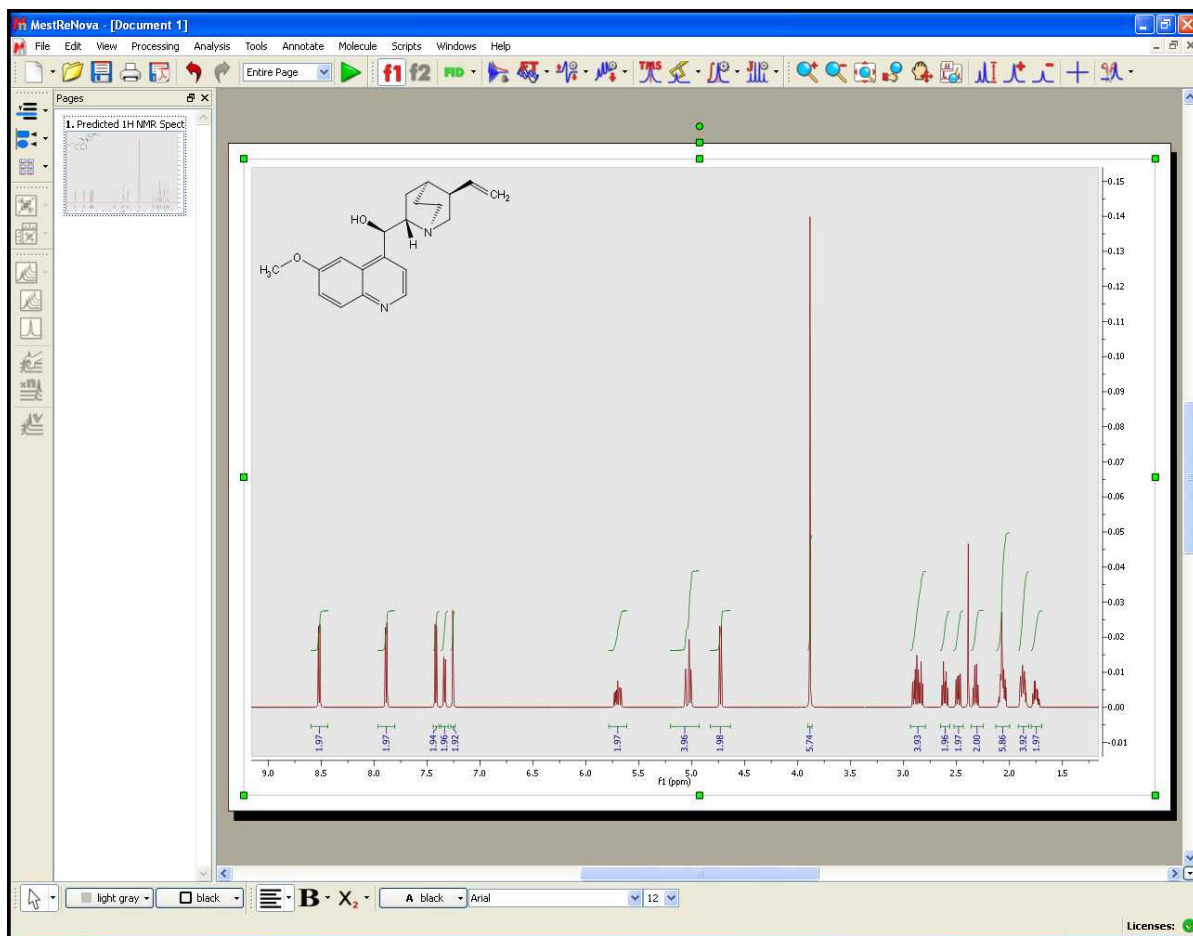 MestReNova - [Document 1]
File Edit View Processing Analysis Tools Annotate Molecule Scripts Windows Help
Entire Page f1 f2 FID TMS
Pages
1. Predicted 1H NMR Spect
CH₂
HO
N
H
H₃C O
N
0.15
0.14
0.13
0.12
0.11
0.10
0.09
0.08
0.07
0.06
0.05
0.04
0.03
0.02
0.01
0.00
-0.01
1.97 1.97 1.94 1.96 1.92 1.97 3.96 1.98 5.74 3.93 1.96 1.97 2.00 5.86 3.92 1.97
9.0 8.5 8.0 7.5 7.0 6.5 6.0 5.5 5.0 4.5 4.0 3.5 3.0 2.5 2.0 1.5
f1 (ppm)
light gray black B X₂ A black Arial 12
Licenses: